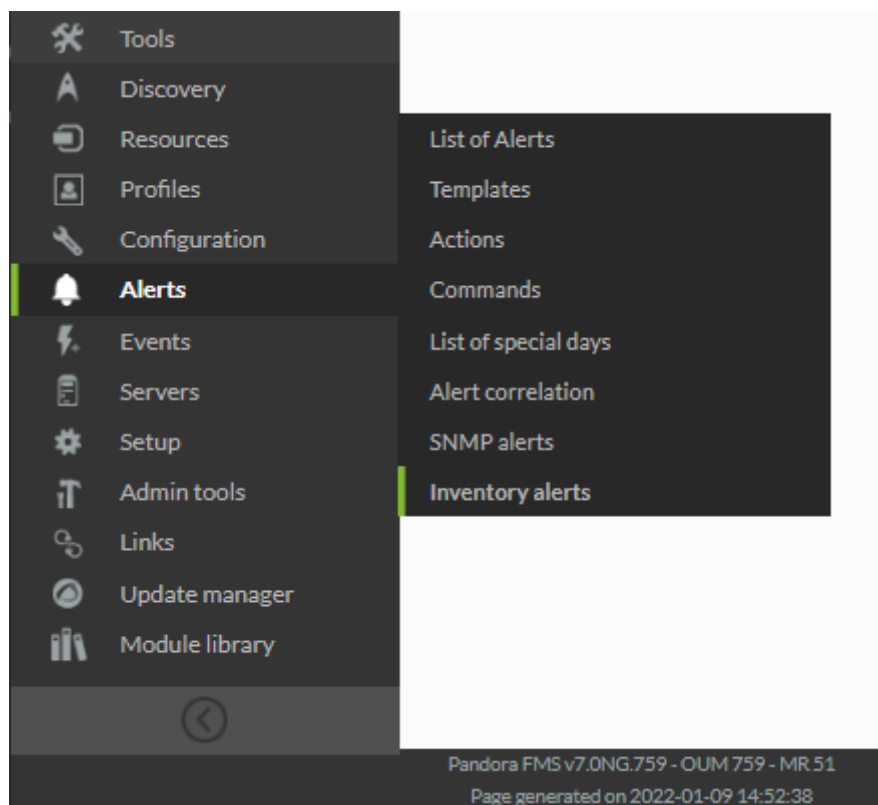 Tools
Discovery
Resources
Profiles
Configuration
Alerts
Events
Servers
Setup
Admin tools
Links
Update manager
Module library
List of Alerts
Templates
Actions
Commands
List of special days
Alert correlation
SNMP alerts
Inventory alerts
Pandora FMS v7.0NG.759 - OUM 759 - MR 51
Page generated on 2022-01-09 14:52:38